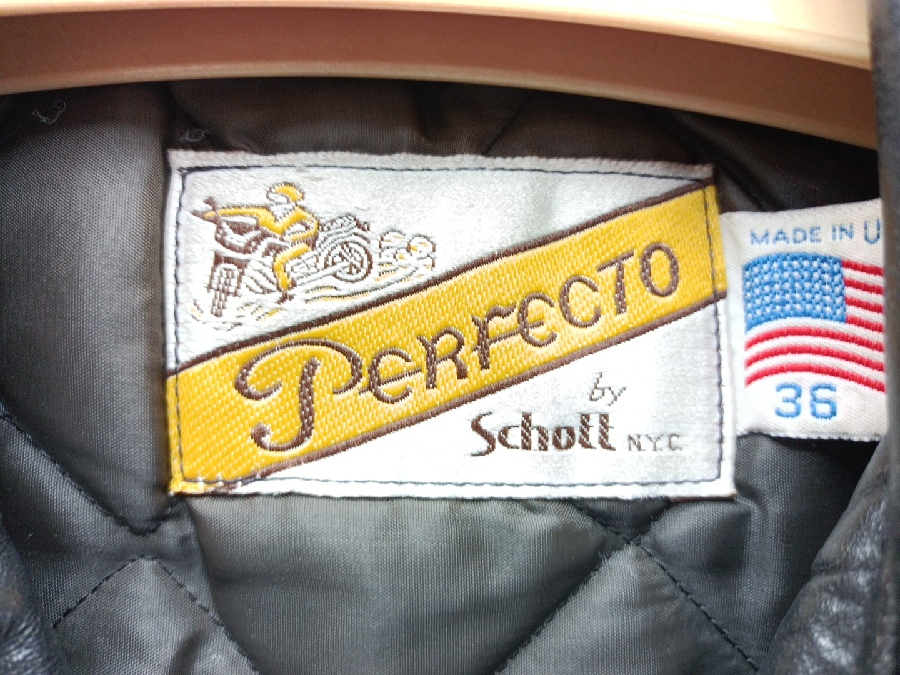 PERFECTO
by
Schott N.Y.C.
MADE IN U
36